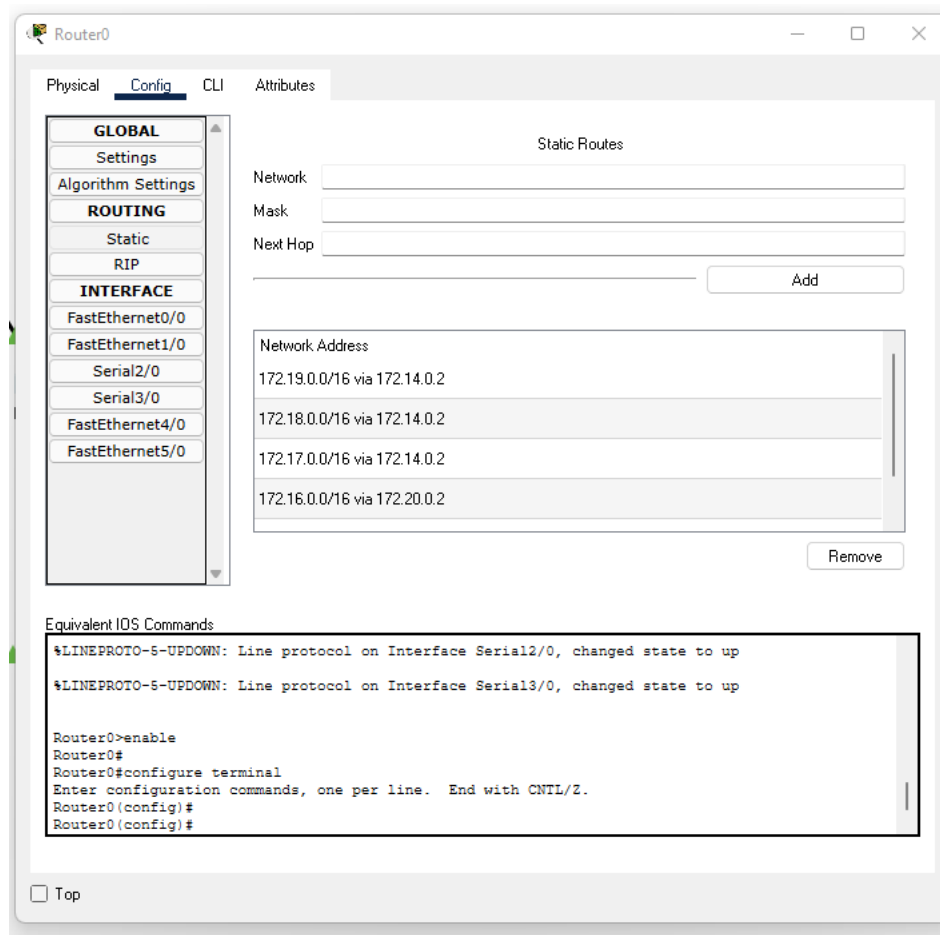 Router0
Physical Config CLI Attributes
GLOBAL
Settings
Algorithm Settings
ROUTING
Static
RIP
INTERFACE
FastEthernet0/0
FastEthernet1/0
Serial2/0
Serial3/0
FastEthernet4/0
FastEthernet5/0
Static Routes
Network
Mask
Next Hop
Add
Network Address
172.19.0.0/16 via 172.14.0.2
172.18.0.0/16 via 172.14.0.2
172.17.0.0/16 via 172.14.0.2
172.16.0.0/16 via 172.20.0.2
Remove
Equivalent IOS Commands
%LINEPROTO-5-UPDOWN: Line protocol on Interface Serial2/0, changed state to up
%LINEPROTO-5-UPDOWN: Line protocol on Interface Serial3/0, changed state to up
Router0>enable
Router0#
Router0#configure terminal
Enter configuration commands, one per line.  End with CNTL/Z.
Router0(config)#
Router0(config)#
Top